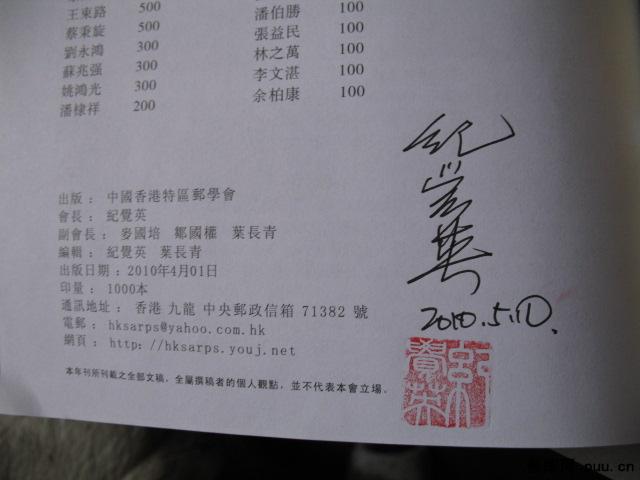 王東路 500 潘伯勝 100
蔡秉旋 500 張益民 100
劉永鴻 300 林之萬 100
蘇兆强 300 李文湛 100
姚鴻光 300 余柏康 100
潘棣祥 200
出版： 中國香港特區郵學會
會長： 紀覺英
副會長： 麥國培 鄒國權 葉長青
編輯： 紀覺英 葉長青
出版日期：2010年4月01日
印量： 1000本
通訊地址： 香港 九龍 中央郵政信箱 71382 號
電郵： hksarps@yahoo.com.hk
網頁： http://hksarps.youj.net
本年刊所刊載之全部文稿，全屬撰稿者的個人觀點，並不代表本會立場。
紀覺英